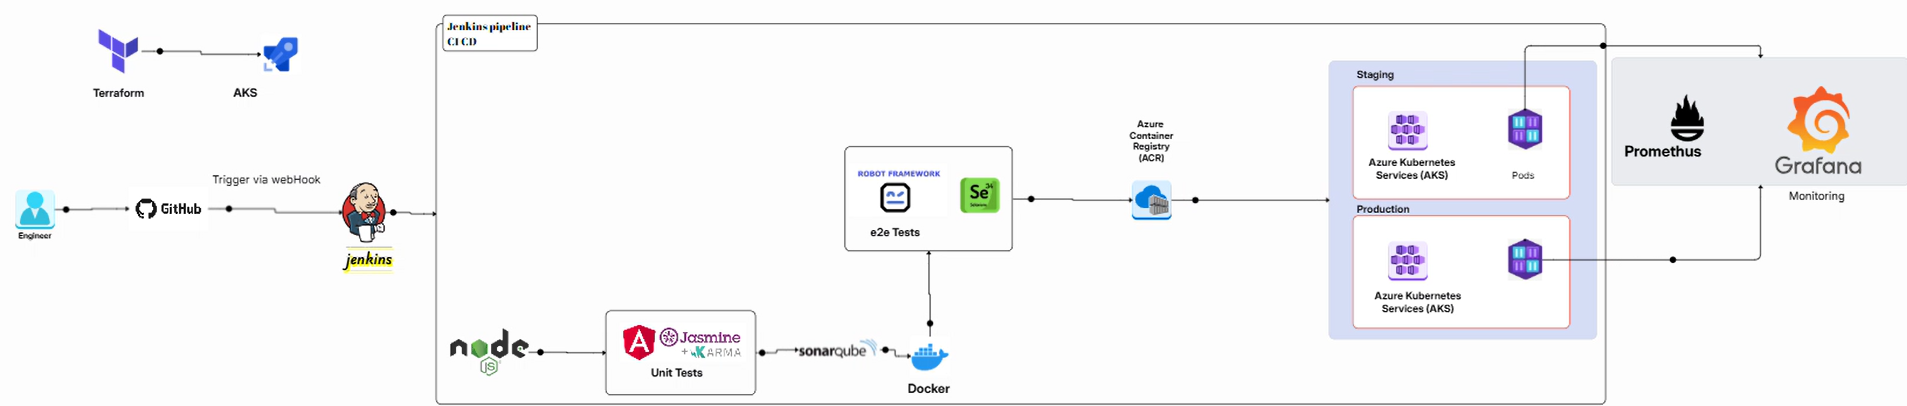 Jenkins pipeline
CI CD
Terraform
AKS
Engineer
GitHub
Trigger via webHook
jenkins
node
JS
Jasmine
+ KARMA
Unit Tests
sonarqube
Docker
ROBOT FRAMEWORK
Se
34
e2e Tests
Azure
Container
Registry
(ACR)
Staging
Azure Kubernetes
Services (AKS)
Pods
Production
Azure Kubernetes
Services (AKS)
Promethus
Grafana
Monitoring